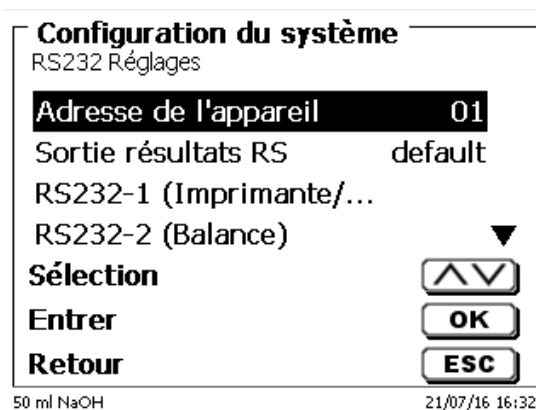 Configuration du système
RS232 Réglages
Adresse de l'appareil 01
Sortie résultats RS default
RS232-1 (Imprimante/...
RS232-2 (Balance)
Sélection
Entrer OK
Retour ESC
50 ml NaOH 21/07/16 16:32